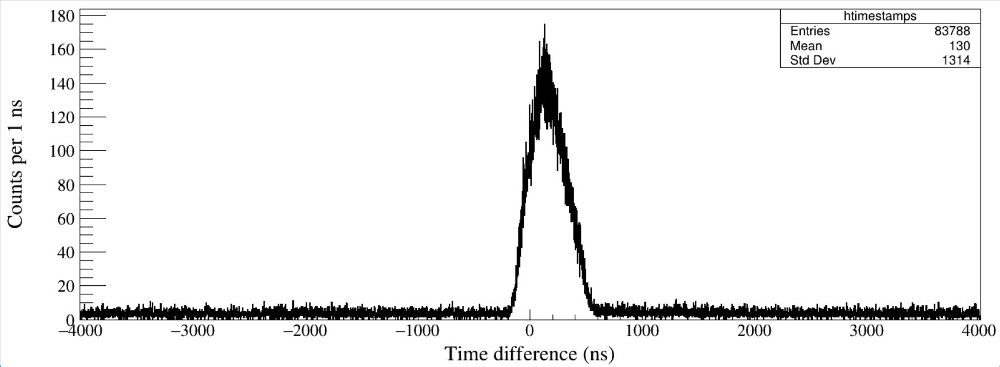 htimestamps
Entries 83788
Mean 130
Std Dev 1314
Counts per 1 ns
180
160
140
120
100
80
60
40
20
0
−4000 −3000 −2000 −1000 0 1000 2000 3000 4000
Time difference (ns)